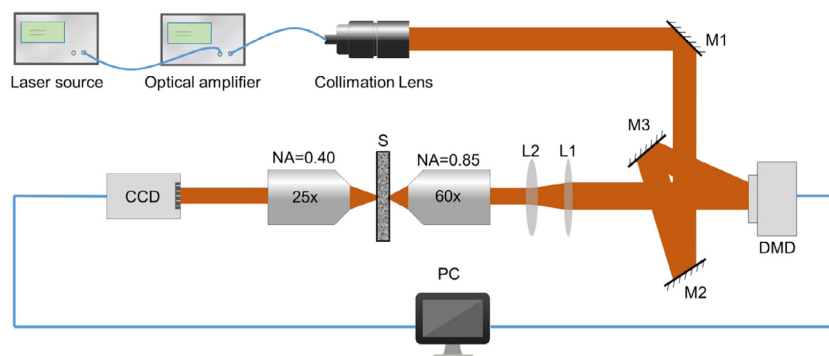 Laser source
Optical amplifier
Collimation Lens
M1
M3
S
NA=0.40
NA=0.85
L2
L1
CCD
25x
60x
DMD
M2
PC